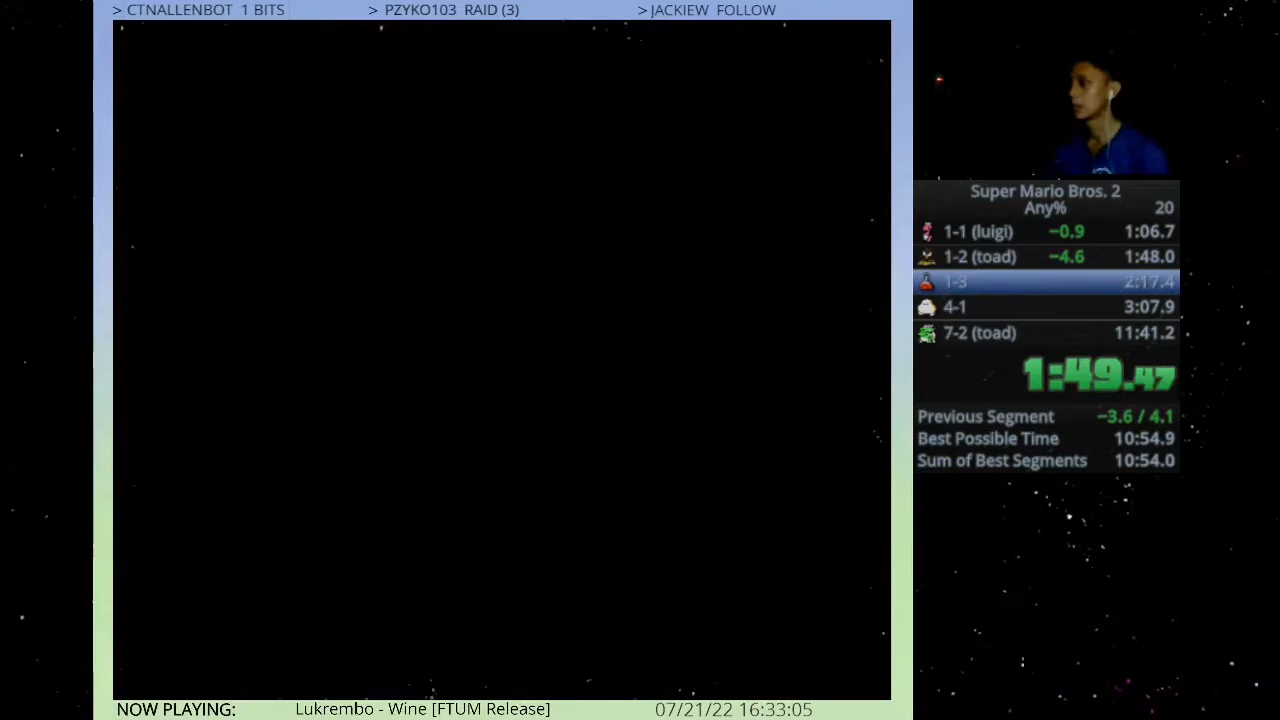 > CTNALLENBOT 1 BITS > PZYKO103 RAID (3) > JACKIEW FOLLOW
Super Mario Bros. 2
Any% 20
1-1 (luigi) −0.9 1:06.7
1-2 (toad) −4.6 1:48.0
1-3 2:17.4
4-1 3:07.9
7-2 (toad) 11:41.2
1:49.47
Previous Segment −3.6 / 4.1
Best Possible Time 10:54.9
Sum of Best Segments 10:54.0
NOW PLAYING: Lukrembo - Wine [FTUM Release] 07/21/22 16:33:05